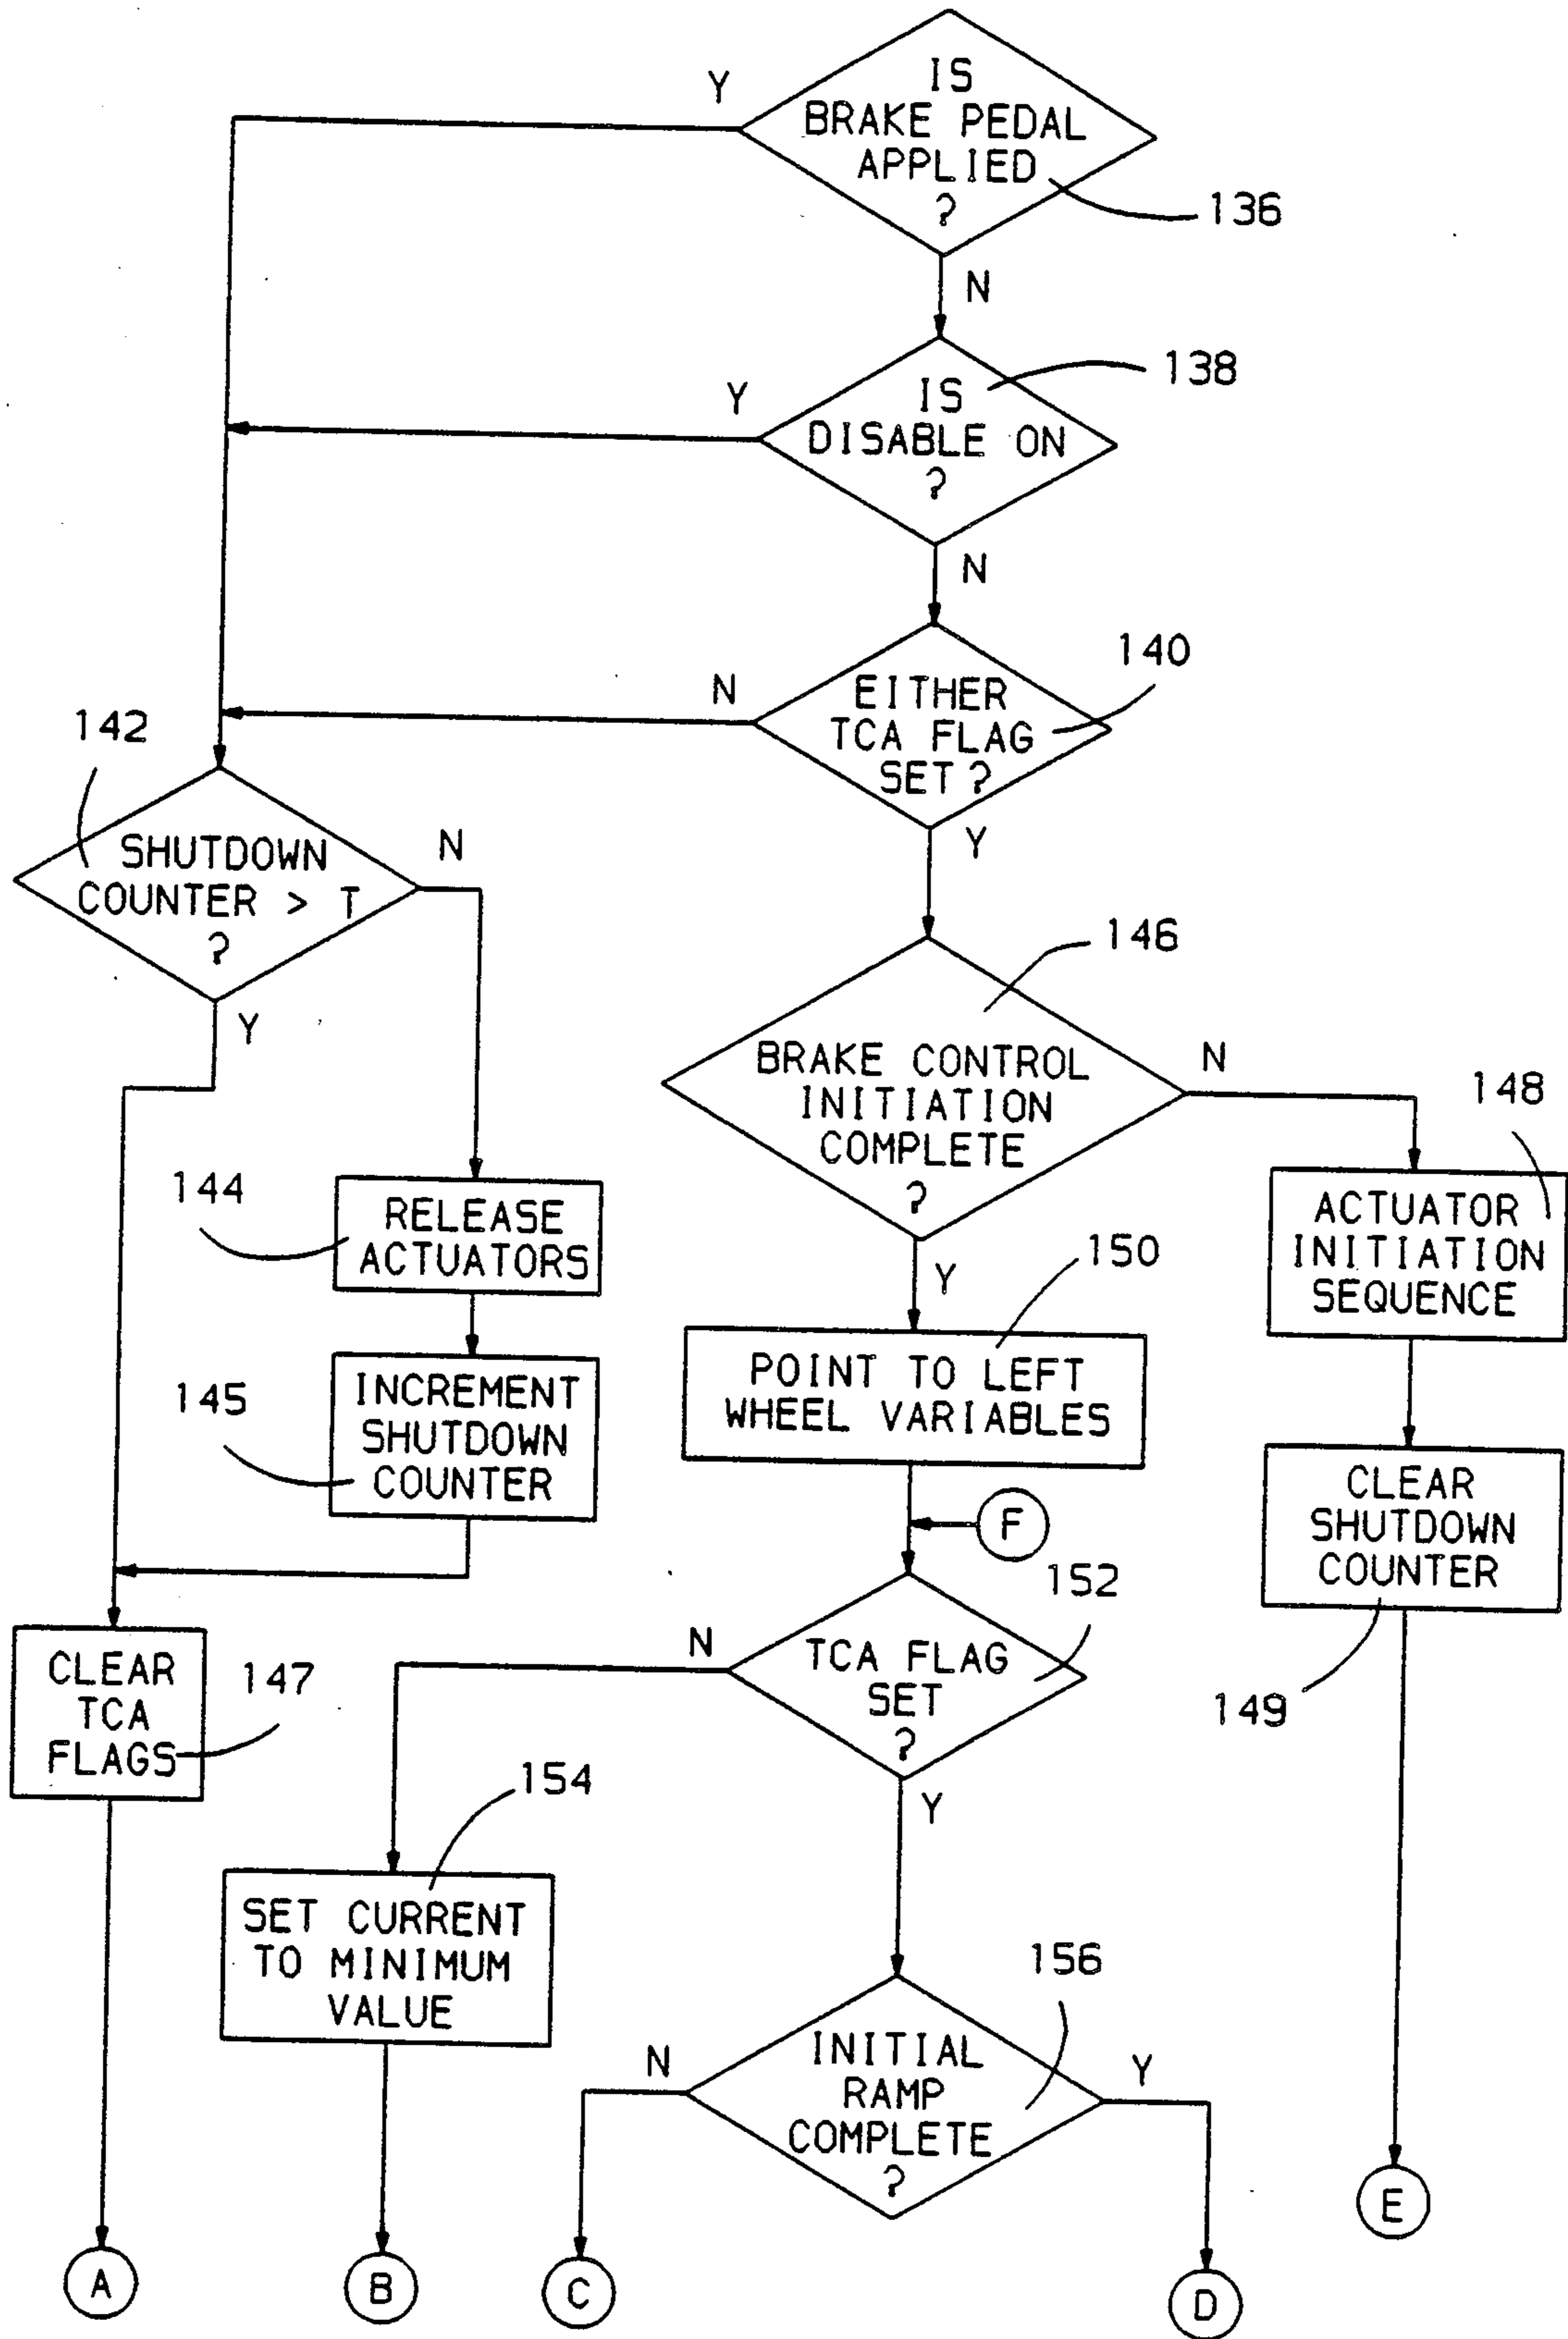 IS
BRAKE PEDAL
APPLIED
?
136
Y
N
IS
DISABLE ON
?
138
Y
N
EITHER
TCA FLAG
SET ?
140
N
Y
142
SHUTDOWN
COUNTER > T
?
N
Y
146
BRAKE CONTROL
INITIATION
COMPLETE
?
N
Y
148
ACTUATOR
INITIATION
SEQUENCE
144
RELEASE
ACTUATORS
150
POINT TO LEFT
WHEEL VARIABLES
145
INCREMENT
SHUTDOWN
COUNTER
F
CLEAR
SHUTDOWN
COUNTER
149
152
TCA FLAG
SET
?
N
Y
CLEAR
TCA
FLAGS
147
154
SET CURRENT
TO MINIMUM
VALUE
156
INITIAL
RAMP
COMPLETE
?
N
Y
A
B
C
D
E